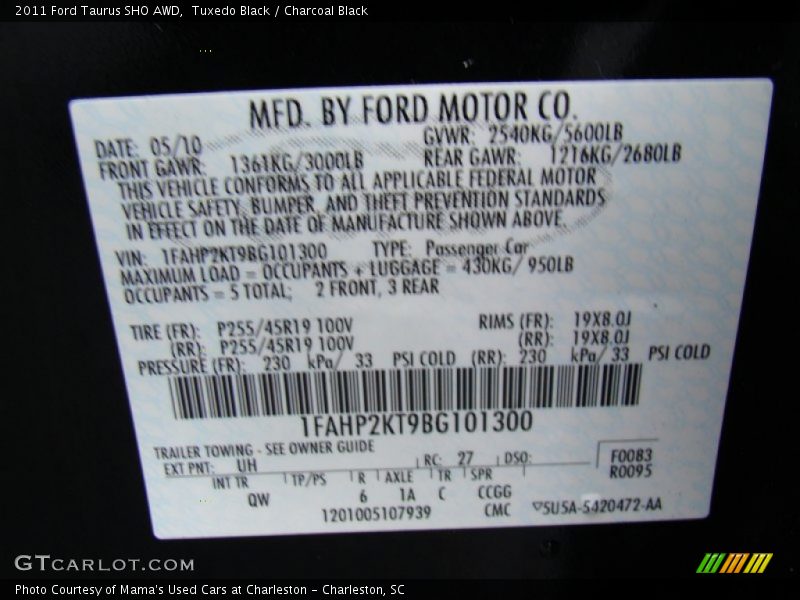 2011 Ford Taurus SHO AWD, Tuxedo Black / Charcoal Black
MFD. BY FORD MOTOR CO.
DATE: 05/10 GVWR: 2540KG/5600LB
FRONT GAWR: 1361KG/3000LB REAR GAWR: 1216KG/2680LB
THIS VEHICLE CONFORMS TO ALL APPLICABLE FEDERAL MOTOR
VEHICLE SAFETY, BUMPER, AND THEFT PREVENTION STANDARDS
IN EFFECT ON THE DATE OF MANUFACTURE SHOWN ABOVE.
VIN: 1FAHP2KT9BG101300 TYPE: Passenger Car
MAXIMUM LOAD = OCCUPANTS + LUGGAGE = 430KG/ 950LB
OCCUPANTS = 5 TOTAL; 2 FRONT, 3 REAR
TIRE (FR): P255/45R19 100V RIMS (FR): 19X8.0J
(RR): P255/45R19 100V (RR): 19X8.0J
PRESSURE (FR): 230 kPa/ 33 PSI COLD (RR): 230 kPa/ 33 PSI COLD
1FAHP2KT9BG101300
TRAILER TOWING - SEE OWNER GUIDE
EXT PNT: UH RC: 27 DSO: F0083
R0095
INT TR TP/PS R AXLE TR SPR
QW 6 1A C CCGG
1201005107939 CMC ▽5U5A-5420472-AA
GTCARLOT.COM
Photo Courtesy of Mama's Used Cars at Charleston - Charleston, SC